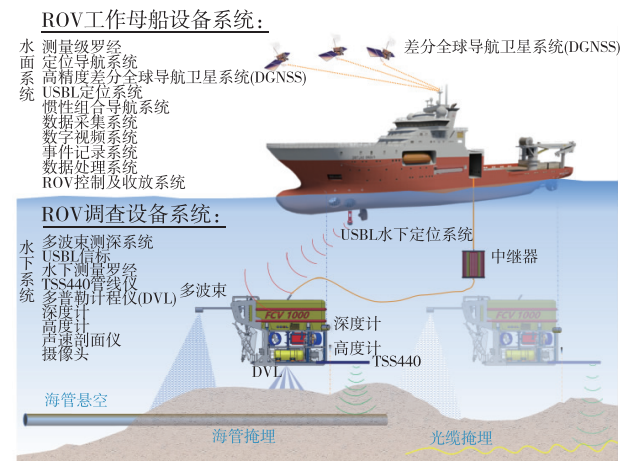 ROV工作母船设备系统：
水面系统
测量级罗经
定位导航系统
高精度差分全球导航卫星系统(DGNSS)
USBL定位系统
惯性组合导航系统
数据采集系统
数字视频系统
事件记录系统
数据处理系统
ROV控制及收放系统
差分全球导航卫星系统(DGNSS)
ROV调查设备系统：
水下系统
多波束测深系统
USBL信标
水下测量罗经
TSS440管线仪
多普勒计程仪(DVL)
深度计
高度计
声速剖面仪
摄像头
USBL水下定位系统
中继器
多波束
FCV 1000
深度计
高度计
TSS440
DVL
FCV 1000
海管悬空
海管掩埋
光缆掩埋